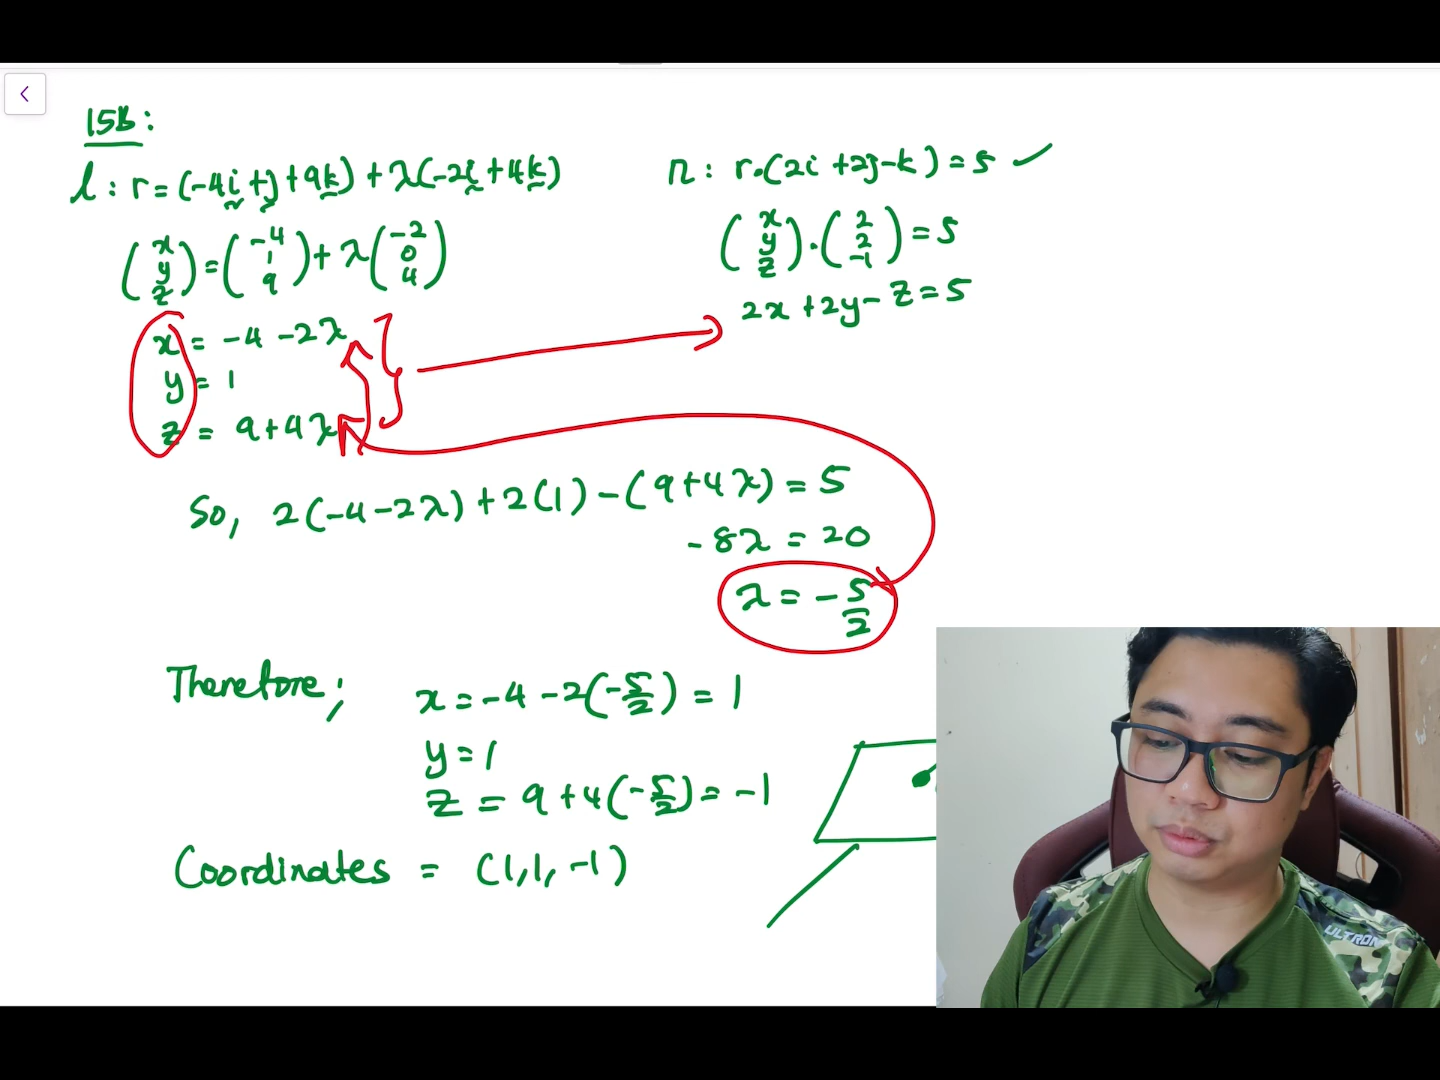 15b:
l: r = (-4i + j + 9k) + λ(-2i + 4k)
Π: r.(2i + 2j - k) = 5 ✓
(x y z) = (-4 1 9) + λ(-2 0 4)
(x y z) . (2 2 -1) = 5
2x + 2y - z = 5
x = -4 - 2λ
y = 1
z = 9 + 4λ
So, 2(-4-2λ) + 2(1) - (9+4λ) = 5
-8λ = 20
λ = -5/2
Therefore; x = -4 - 2(-5/2) = 1
y = 1
z = 9 + 4(-5/2) = -1
Coordinates = (1, 1, -1)
ULTRON